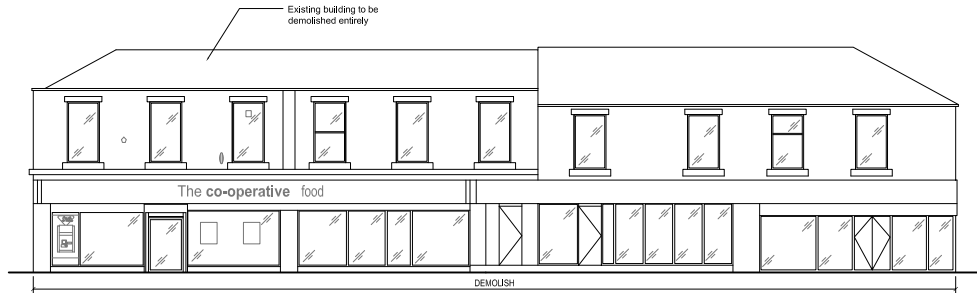 Existing building to be
demolished entirely
The co-operative food
DEMOLISH